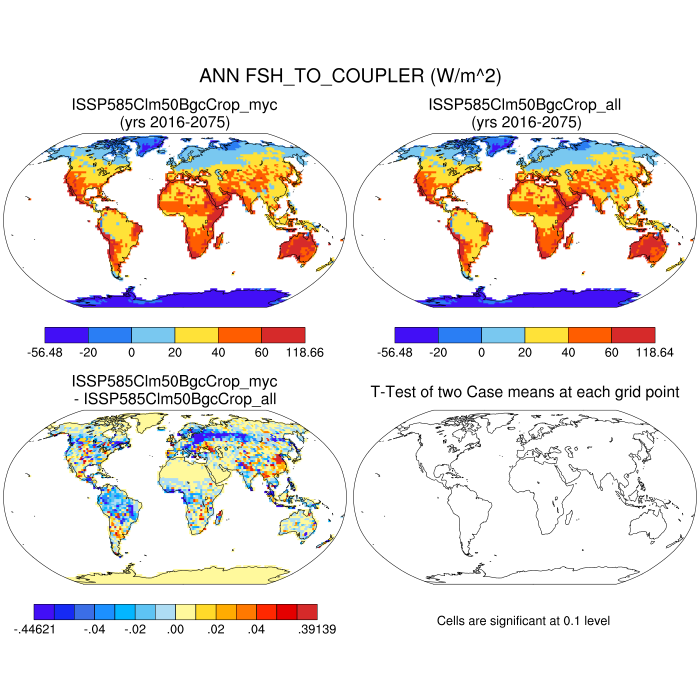 ANN FSH_TO_COUPLER (W/m^2)
ISSP585Clm50BgcCrop_myc
(yrs 2016-2075)
ISSP585Clm50BgcCrop_all
(yrs 2016-2075)
-56.48 -20 0 20 40 60 118.66
-56.48 -20 0 20 40 60 118.64
ISSP585Clm50BgcCrop_myc
- ISSP585Clm50BgcCrop_all
T-Test of two Case means at each grid point
-.44621 -.04 -.02 .00 .02 .04 .39139
Cells are significant at 0.1 level